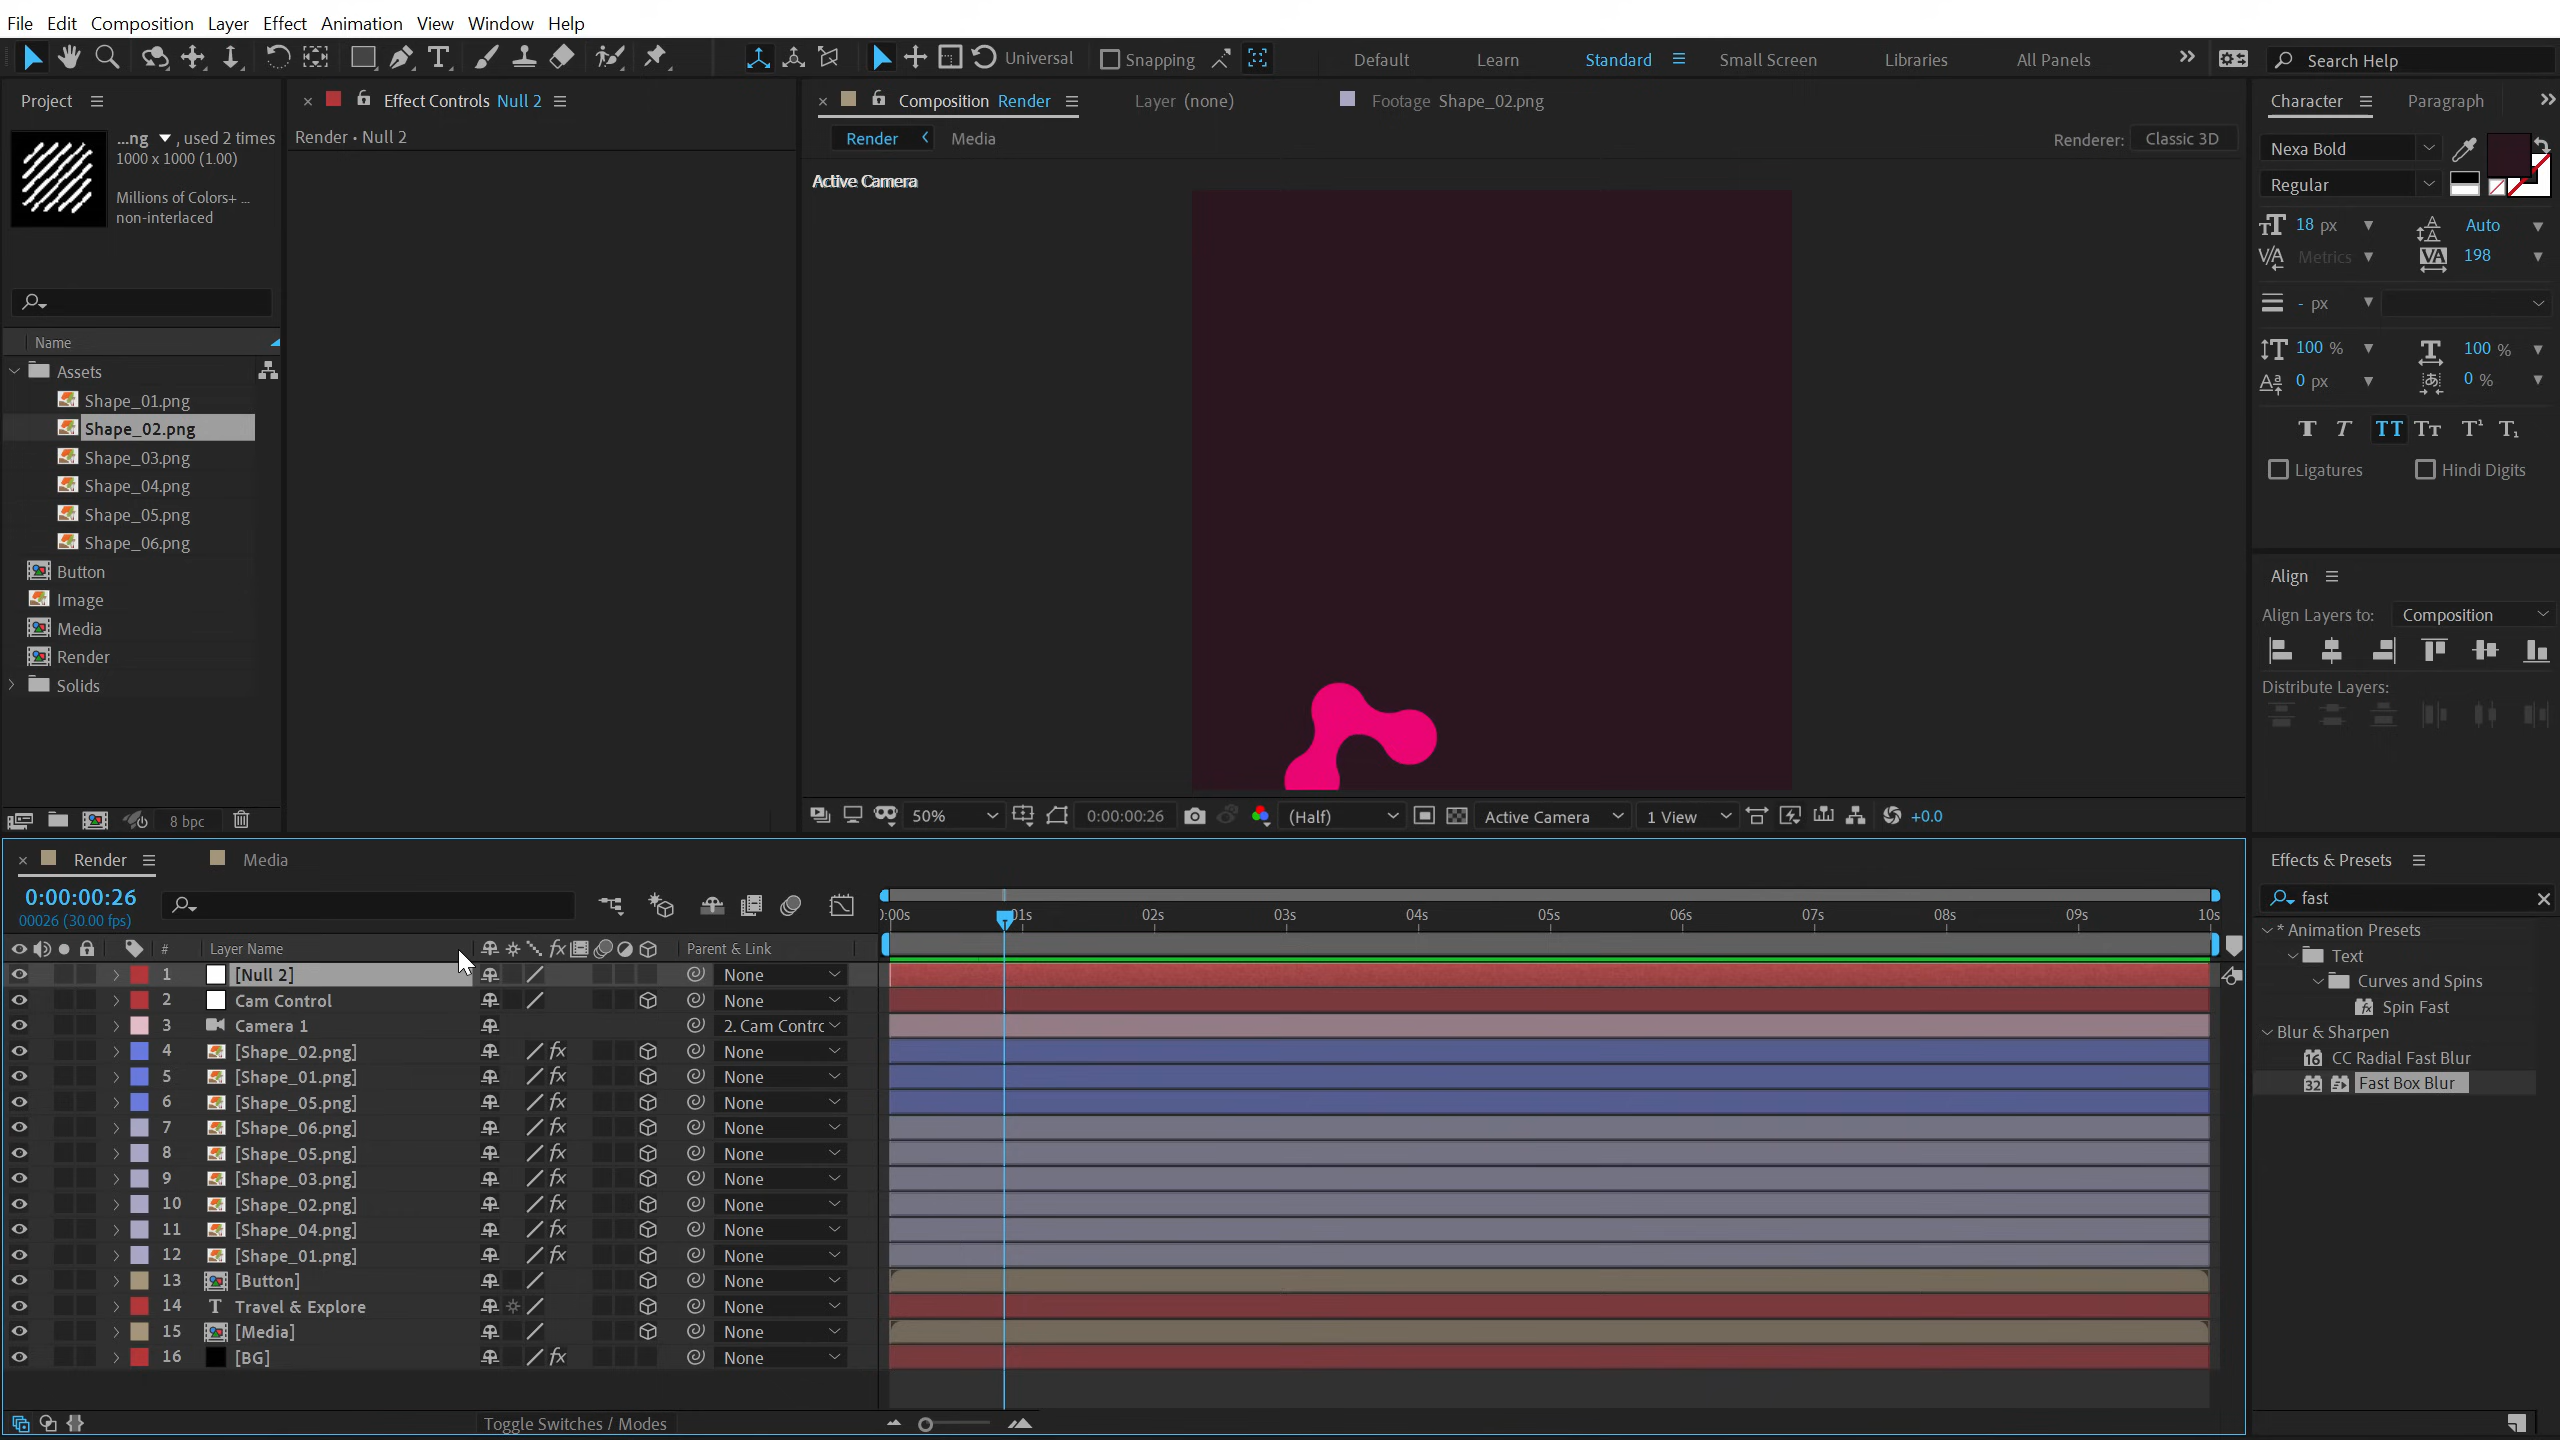 File Edit Composition Layer Effect Animation View Window Help
Universal Snapping Default Learn Standard Small Screen Libraries All Panels Search Help
Project
...ng , used 2 times
1000 x 1000 (1.00)
Millions of Colors+ ...
non-interlaced
Name
Assets
Shape_01.png
Shape_02.png
Shape_03.png
Shape_04.png
Shape_05.png
Shape_06.png
Button
Image
Media
Render
Solids
8 bpc
Effect Controls Null 2
Render • Null 2
Composition Render Layer (none) Footage Shape_02.png
Render Media Renderer: Classic 3D
Active Camera
50% 0:00:00:26 (Half) Active Camera 1 View +0.0
Character Paragraph
Nexa Bold
Regular
18 px Auto
Metrics 198
- px
100 % 100 %
0 px 0 %
Ligatures Hindi Digits
Align
Align Layers to: Composition
Distribute Layers:
Render Media
0:00:00:26
00026 (30.00 fps)
# Layer Name Parent & Link
:00s 01s 02s 03s 04s 05s 06s 07s 08s 09s 10s
1 [Null 2] None
2 Cam Control None
3 Camera 1 2. Cam Contrc
4 [Shape_02.png] None
5 [Shape_01.png] None
6 [Shape_05.png] None
7 [Shape_06.png] None
8 [Shape_05.png] None
9 [Shape_03.png] None
10 [Shape_02.png] None
11 [Shape_04.png] None
12 [Shape_01.png] None
13 [Button] None
14 Travel & Explore None
15 [Media] None
16 [BG] None
Toggle Switches / Modes
Effects & Presets
fast
* Animation Presets
Text
Curves and Spins
Spin Fast
Blur & Sharpen
16 CC Radial Fast Blur
32 Fast Box Blur